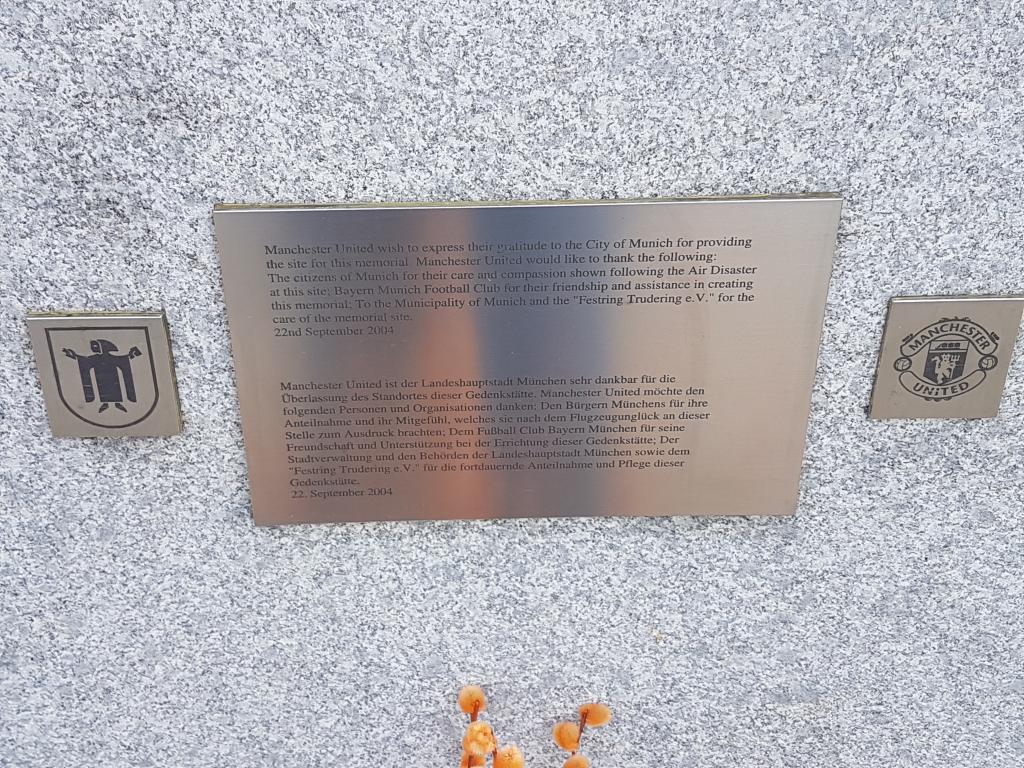 Manchester United wish to express their gratitude to the City of Munich for providing
the site for this memorial. Manchester United would like to thank the following:
The citizens of Munich for their care and compassion shown following the Air Disaster
at this site; Bayern Munich Football Club for their friendship and assistance in creating
this memorial; To the Municipality of Munich and the "Festring Trudering e.V." for the
care of the memorial site.
22nd September 2004
Manchester United ist der Landeshauptstadt München sehr dankbar für die
Überlassung des Standortes dieser Gedenkstätte. Manchester United möchte den
folgenden Personen und Organisationen danken; Den Bürgern Münchens für ihre
Anteilnahme und ihr Mitgefühl, welches sie nach dem Flugzeugunglück an dieser
Stelle zum Ausdruck brachten; Dem Fußball Club Bayern München für seine
Freundschaft und Unterstützung bei der Errichtung dieser Gedenkstätte; Der
Stadtverwaltung und den Behörden der Landeshauptstadt München sowie dem
"Festring Trudering e.V." für die fortdauernde Anteilnahme und Pflege dieser
Gedenkstätte.
22. September 2004
MANCHESTER
UNITED